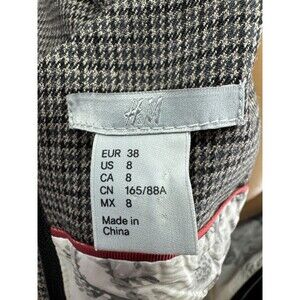 H&M
EUR 38
US 8
CA 8
CN 165/88A
MX 8
Made in
China